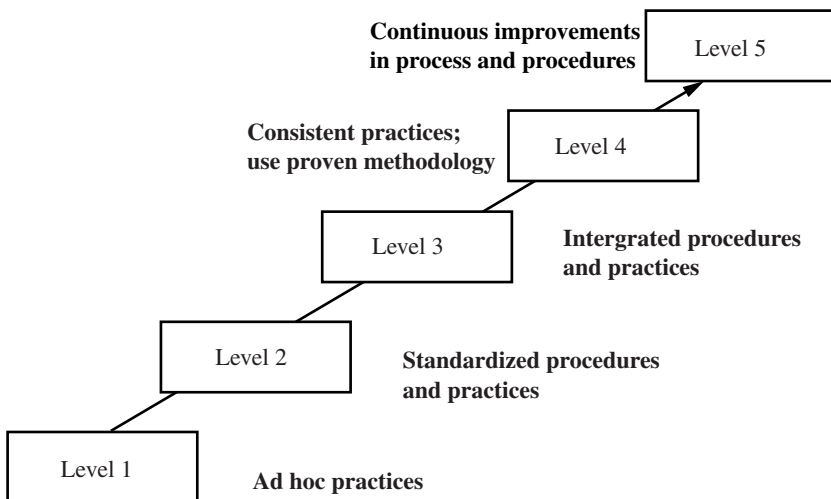 Continuous improvements
in process and procedures
Level 5
Consistent practices;
use proven methodology
Level 4
Level 3
Intergrated procedures
and practices
Level 2
Standardized procedures
and practices
Level 1
Ad hoc practices